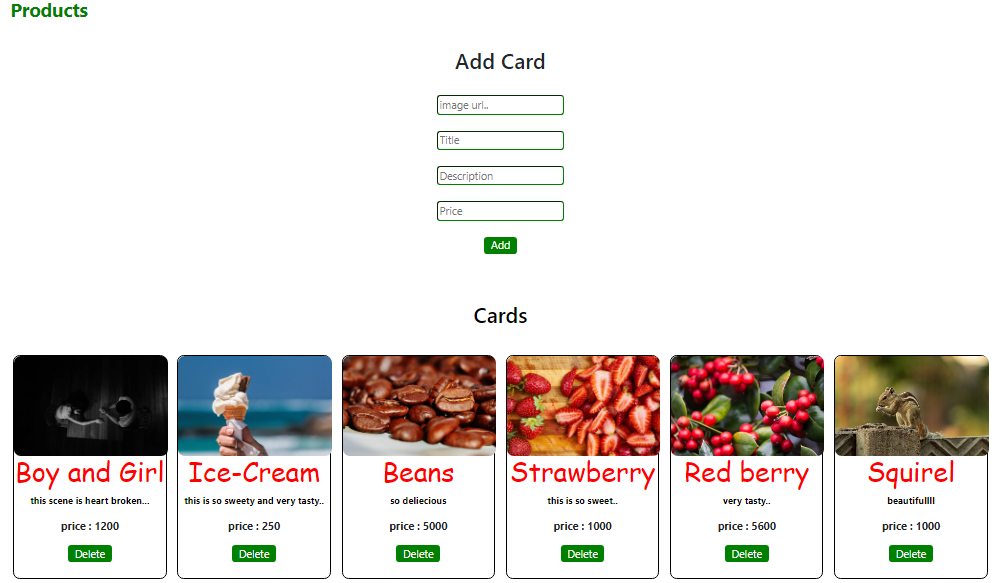 Products
Add Card
image url..
Title
Description
Price
Add
Cards
Boy and Girl
this scene is heart broken...
price : 1200
Delete
Ice-Cream
this is so sweety and very tasty..
price : 250
Delete
Beans
so deliecious
price : 5000
Delete
Strawberry
this is so sweet..
price : 1000
Delete
Red berry
very tasty..
price : 5600
Delete
Squirel
beautifullll
price : 1000
Delete